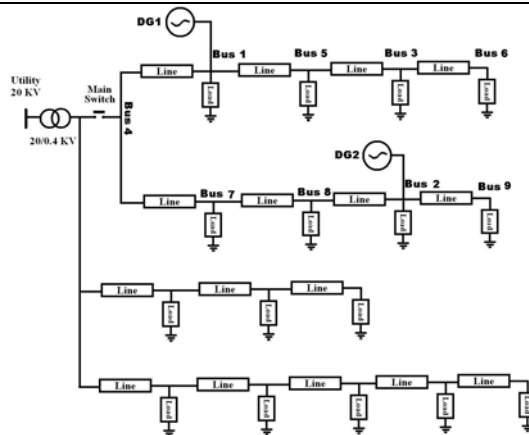 DG1
Bus 1
Bus 5
Bus 3
Bus 6
Line
Line
Line
Line
Load
Load
Load
Load
Utility
20 KV
Main
Switch
20/0.4 KV
Bus 4
DG2
Bus 7
Bus 8
Bus 2
Bus 9
Line
Line
Line
Line
Load
Load
Load
Load
Line
Line
Line
Load
Load
Load
Line
Line
Line
Line
Line
Load
Load
Load
Load
Load